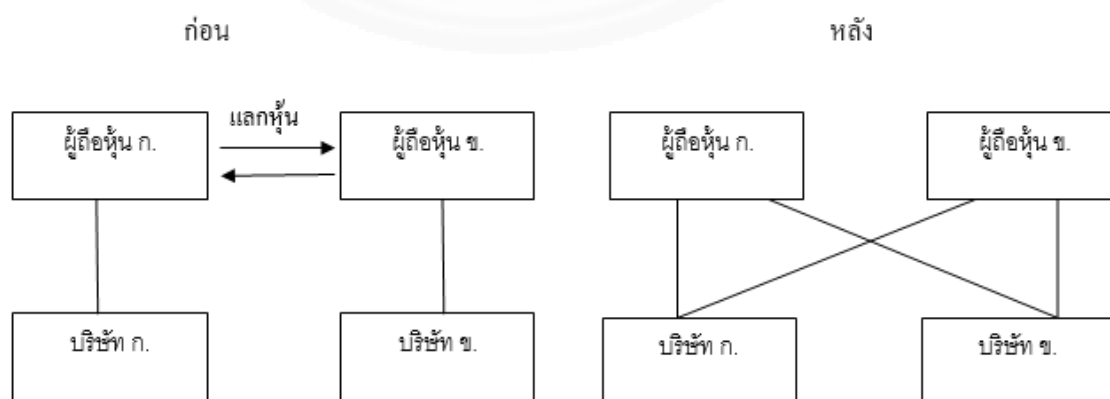 ก่อน
หลัง
แลกหุ้น
ผู้ถือหุ้น ก.
ผู้ถือหุ้น ข.
ผู้ถือหุ้น ก.
ผู้ถือหุ้น ข.
บริษัท ก.
บริษัท ข.
บริษัท ก.
บริษัท ข.